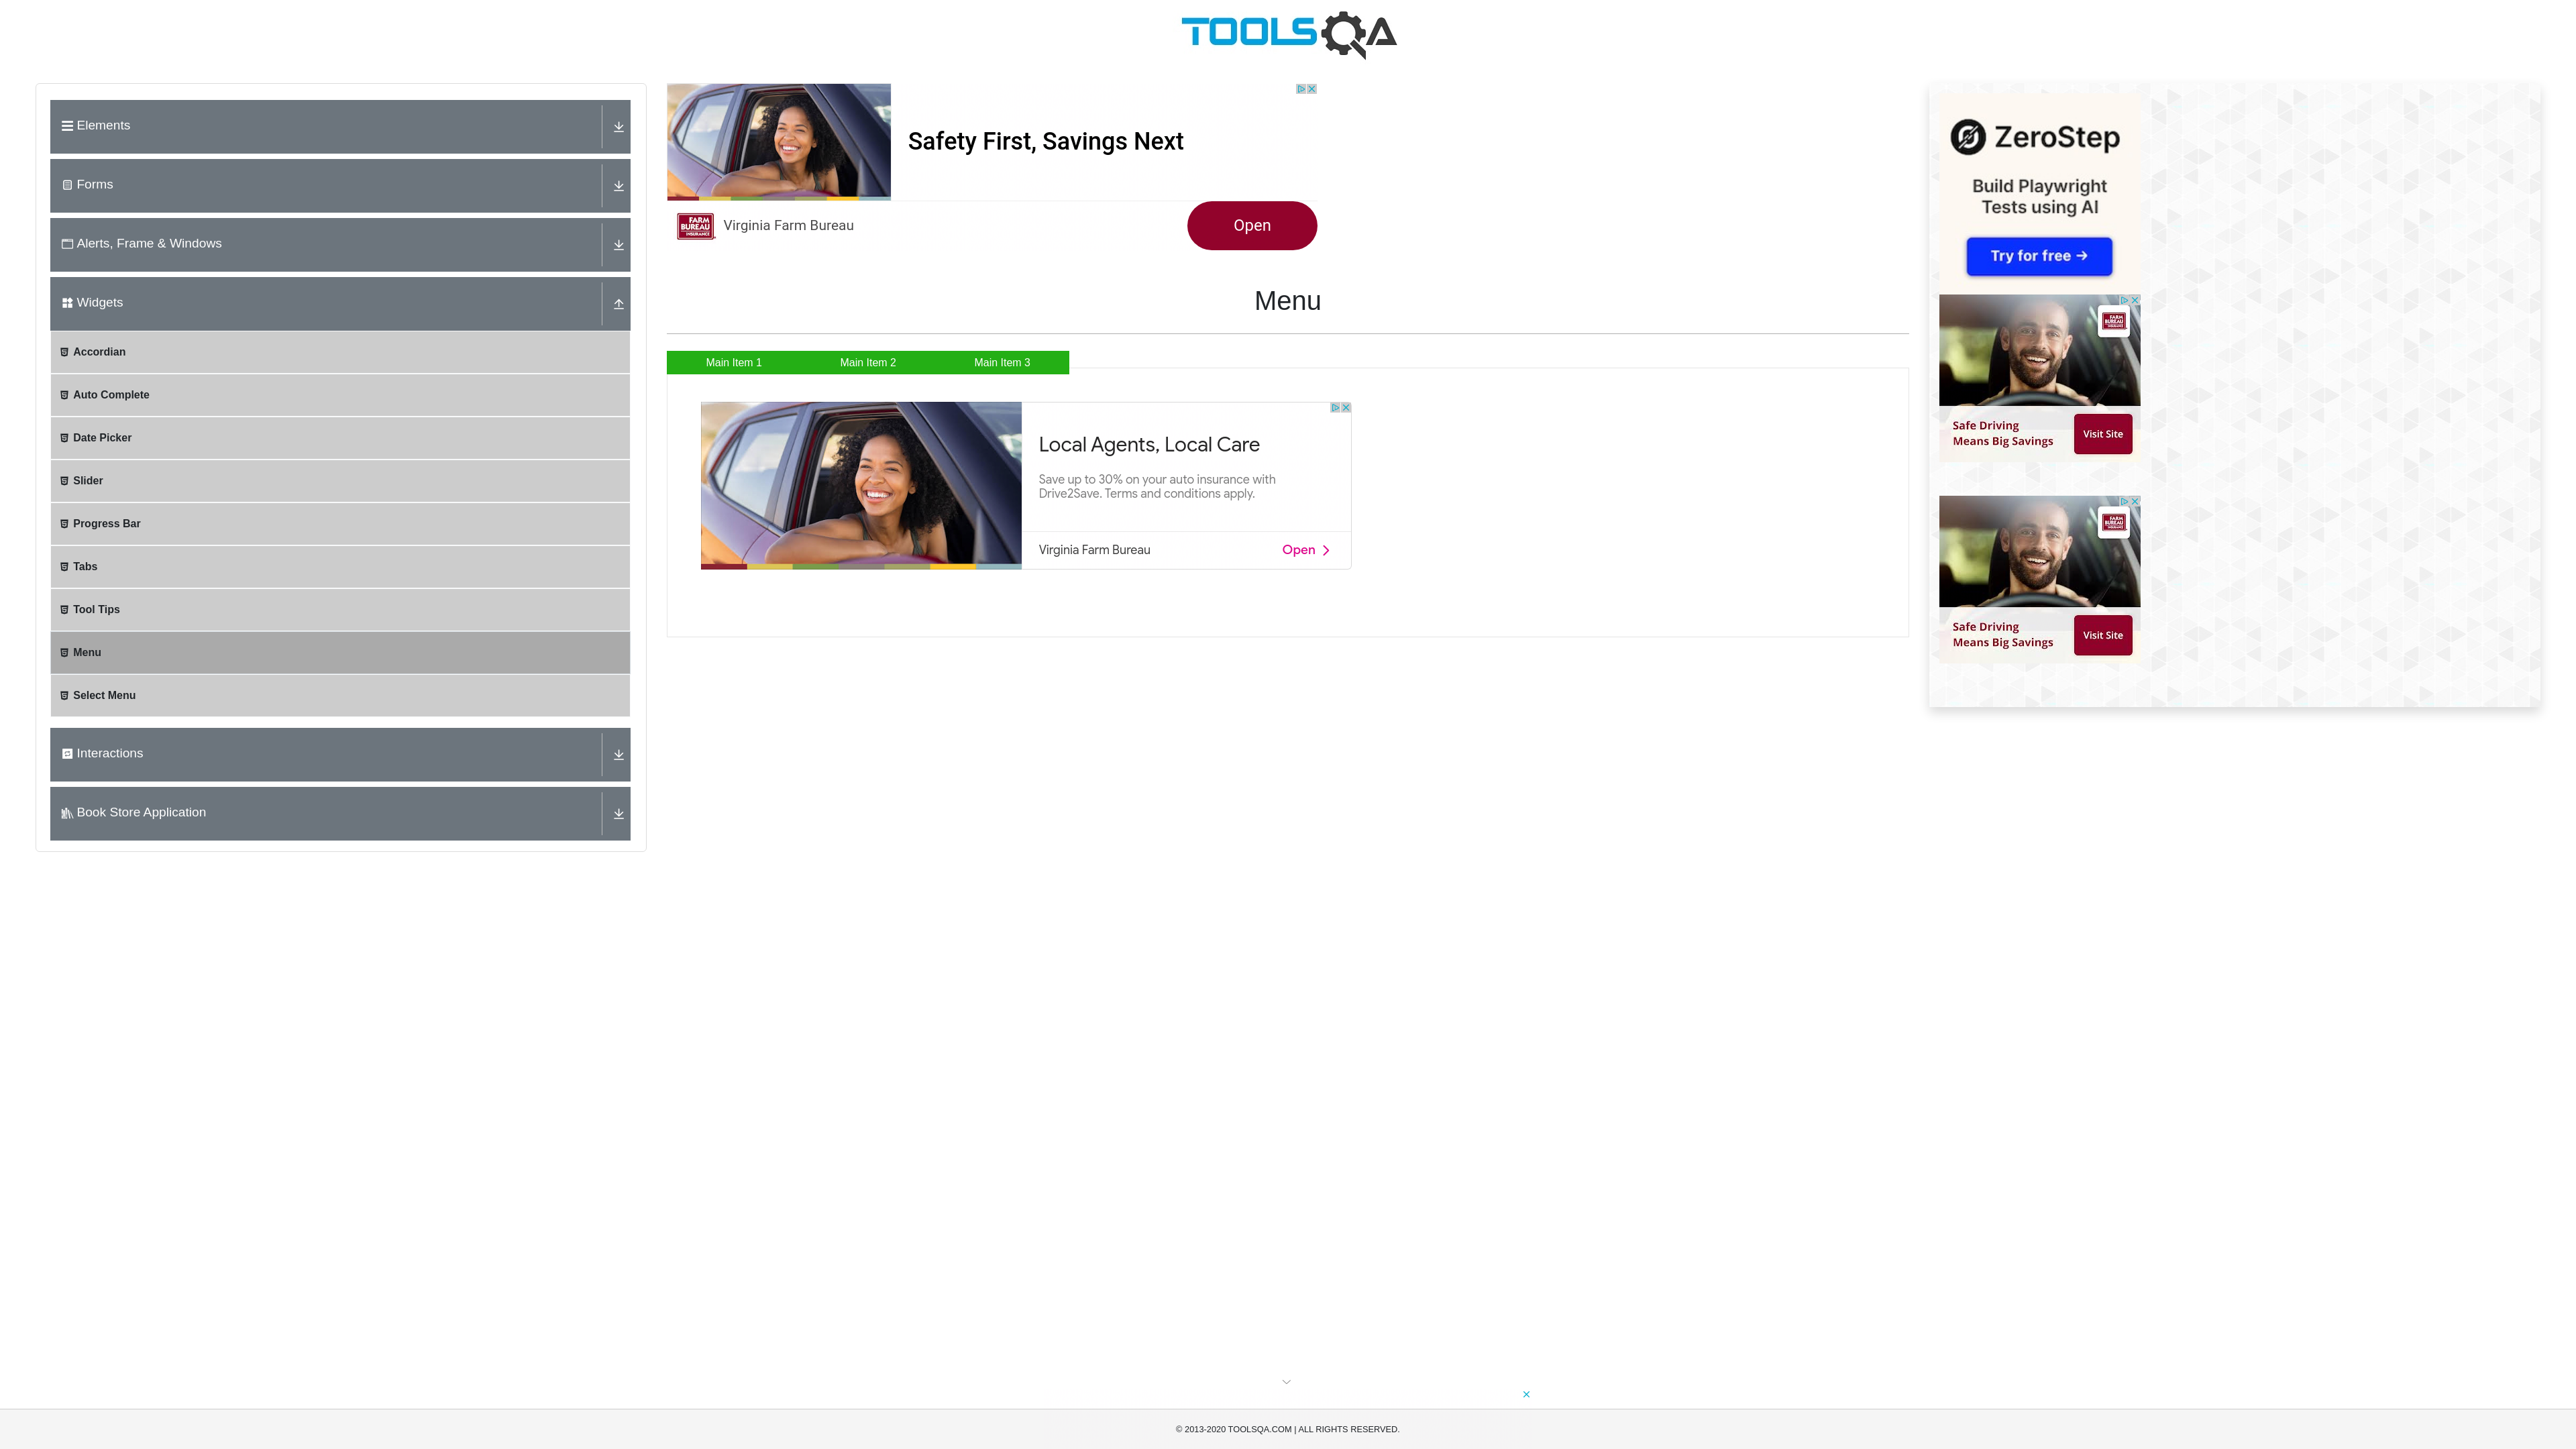 TOOLSQA
Elements
Forms
Alerts, Frame & Windows
Widgets
Accordian
Auto Complete
Date Picker
Slider
Progress Bar
Tabs
Tool Tips
Menu
Select Menu
Interactions
Book Store Application
Safety First, Savings Next
FARM
BUREAU
INSURANCE
Virginia Farm Bureau
Open
Menu
Main Item 1
Main Item 2
Main Item 3
Local Agents, Local Care
Save up to 30% on your auto insurance with
Drive2Save. Terms and conditions apply.
Virginia Farm Bureau
Open
ZeroStep
Build Playwright
Tests using AI
Try for free →
FARM
BUREAU
INSURANCE
Safe Driving
Means Big Savings
Visit Site
FARM
BUREAU
INSURANCE
Safe Driving
Means Big Savings
Visit Site
© 2013-2020 TOOLSQA.COM | ALL RIGHTS RESERVED.